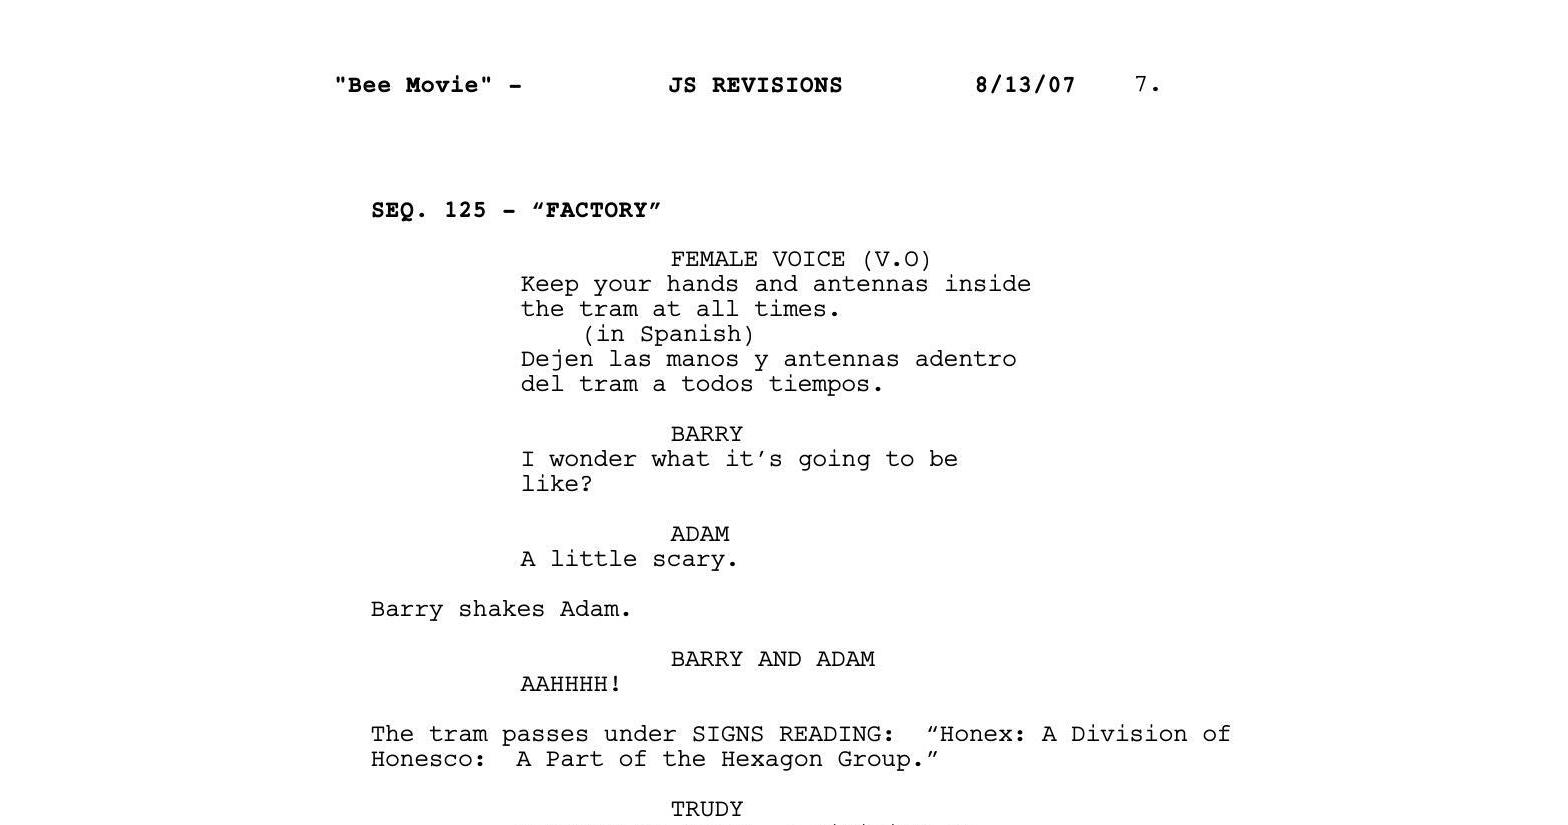 "Bee Movie" - JS REVISIONS 8/13/07 7.
SEQ. 125 - “FACTORY”
FEMALE VOICE (V.O)
Keep your hands and antennas inside
the tram at all times.
(in Spanish)
Dejen las manos y antennas adentro
del tram a todos tiempos.
BARRY
I wonder what it’s going to be
like?
ADAM
A little scary.
Barry shakes Adam.
BARRY AND ADAM
AAHHHH!
The tram passes under SIGNS READING: “Honex: A Division of
Honesco: A Part of the Hexagon Group.”
TRUDY